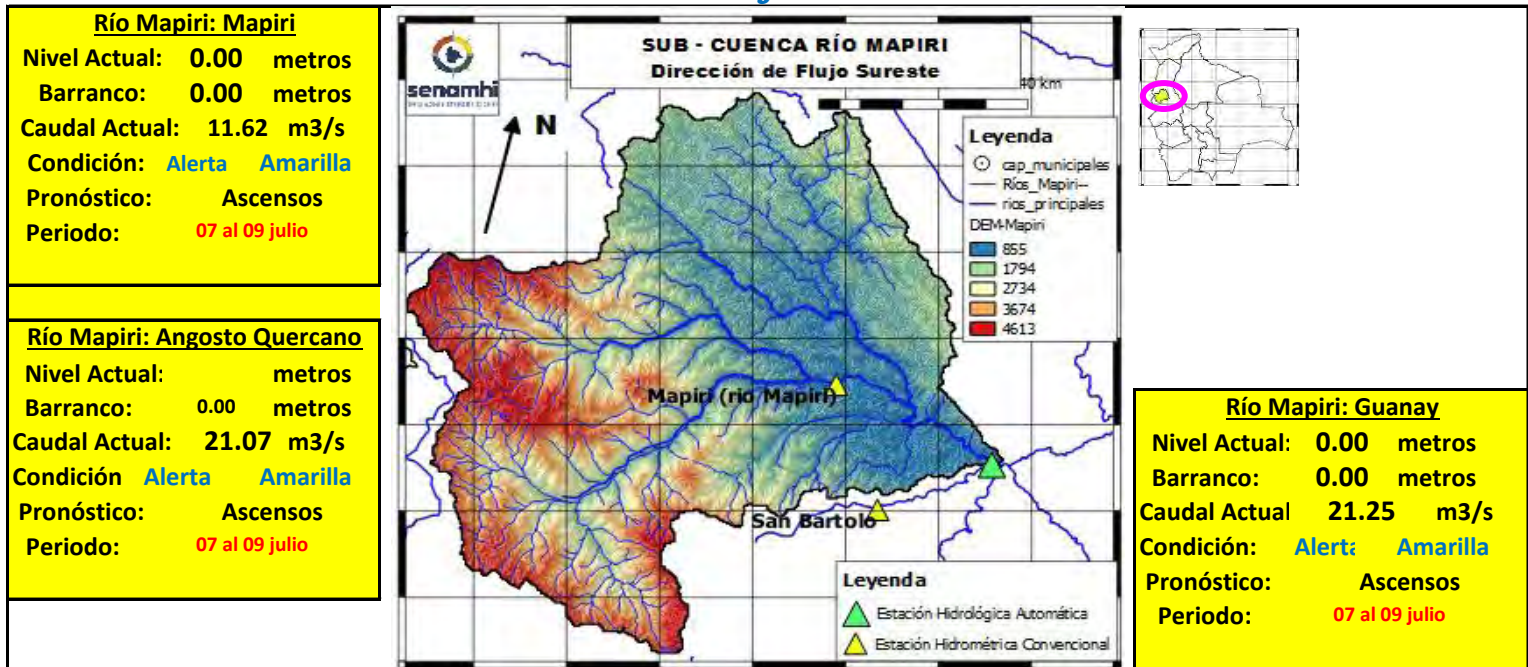 Río Mapiri: Mapiri
Nivel Actual: 0.00 metros
Barranco: 0.00 metros
Caudal Actual: 11.62 m3/s
Condición: Alerta Amarilla
Pronóstico: Ascensos
Periodo: 07 al 09 julio
Río Mapiri: Angosto Quercano
Nivel Actual: metros
Barranco: 0.00 metros
Caudal Actual: 21.07 m3/s
Condición Alerta Amarilla
Pronóstico: Ascensos
Periodo: 07 al 09 julio
senamhi
SUB - CUENCA RÍO MAPIRI
Dirección de Flujo Sureste
40 km
N
Leyenda
cap_municipales
Ríos_Mapiri--
rios_principales
DEM-Mapiri
855
1794
2734
3674
4613
Mapiri (rio Mapiri)
San Bartolo
Leyenda
Estación Hidrológica Automática
Estación Hidrométrica Convencional
Río Mapiri: Guanay
Nivel Actual: 0.00 metros
Barranco: 0.00 metros
Caudal Actual 21.25 m3/s
Condición: Alerta Amarilla
Pronóstico: Ascensos
Periodo: 07 al 09 julio